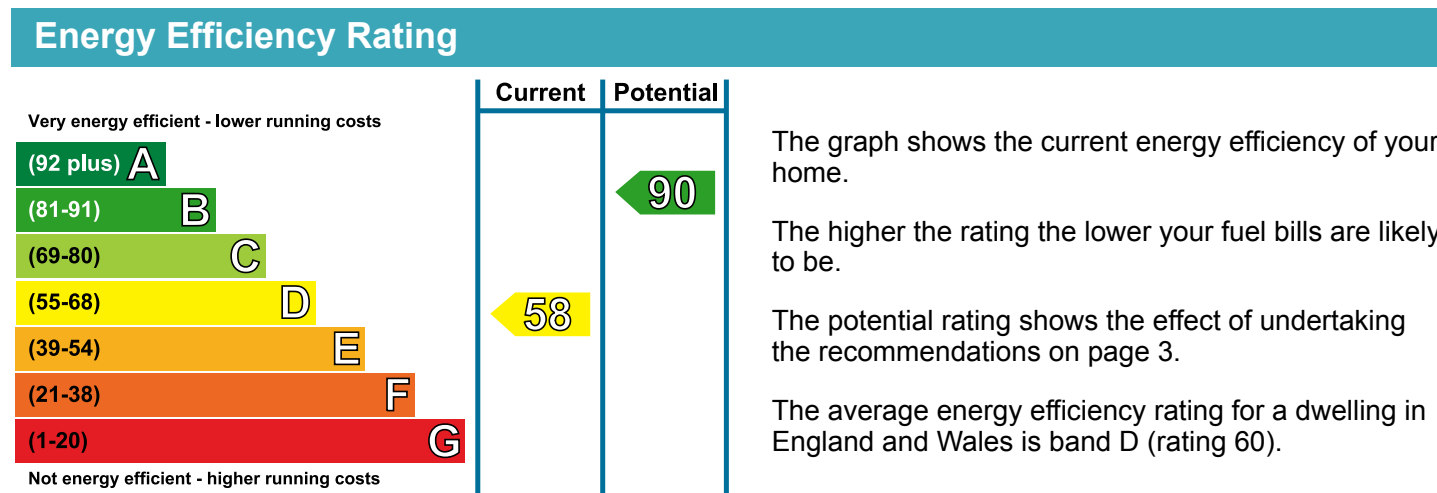 Energy Efficiency Rating
Current Potential
Very energy efficient - lower running costs
(92 plus) A
(81-91) B
90
(69-80) C
(55-68) D
58
(39-54) E
(21-38) F
(1-20) G
Not energy efficient - higher running costs
The graph shows the current energy efficiency of your
home.
The higher the rating the lower your fuel bills are likely
to be.
The potential rating shows the effect of undertaking
the recommendations on page 3.
The average energy efficiency rating for a dwelling in
England and Wales is band D (rating 60).